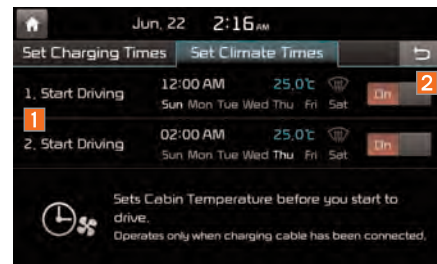 Jun, 22 2:16 AM
Set Charging Times Set Climate Times
1, Start Driving 12:00 AM 25,0℃ On 2
Sun Mon Tue Wed Thu Fri Sat
1
2, Start Driving 02:00 AM 25,0℃ On
Sun Mon Tue Wed Thu Fri Sat
Sets Cabin Temperature before you start to
drive,
Operates only when charging cable has been connected,